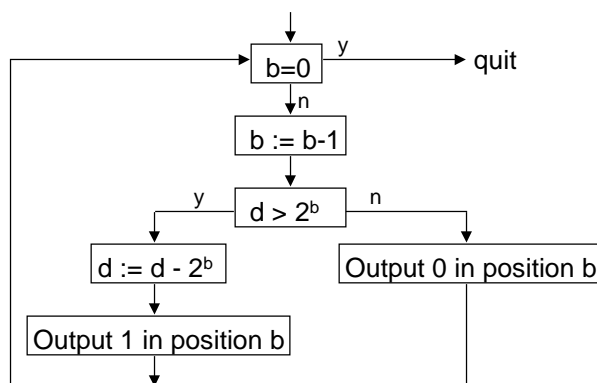 b=0
y
quit
n
b := b-1
d > 2ᵇ
y
n
d := d - 2ᵇ
Output 0 in position b
Output 1 in position b